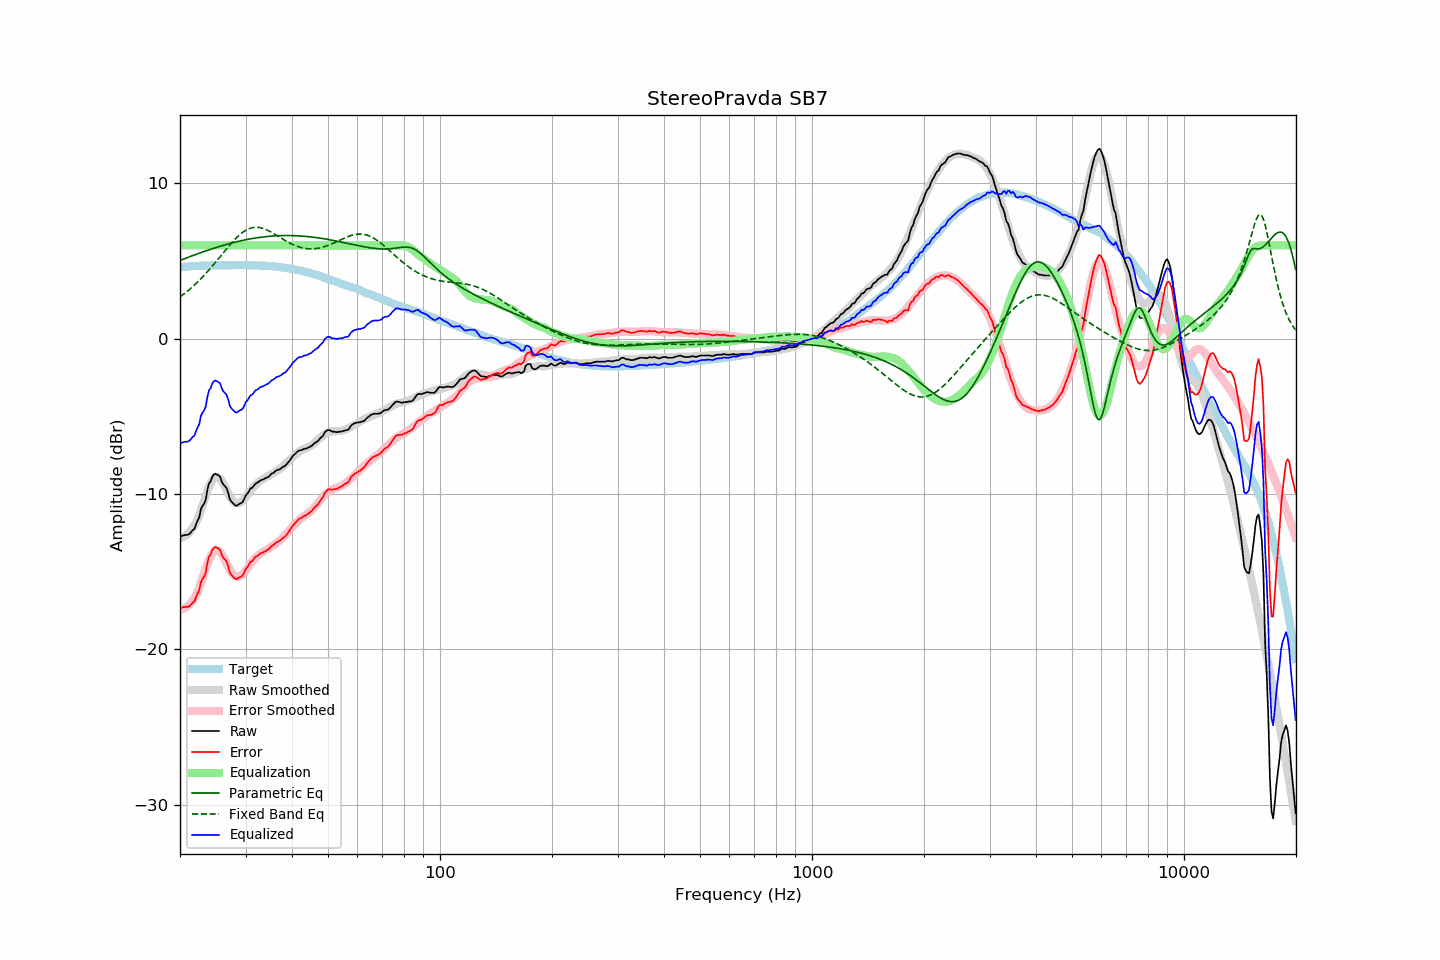 StereoPravda SB7
Amplitude (dBr)
10
0
−10
−20
−30
Target
Raw Smoothed
Error Smoothed
Raw
Error
Equalization
Parametric Eq
Fixed Band Eq
Equalized
100
1000
10000
Frequency (Hz)